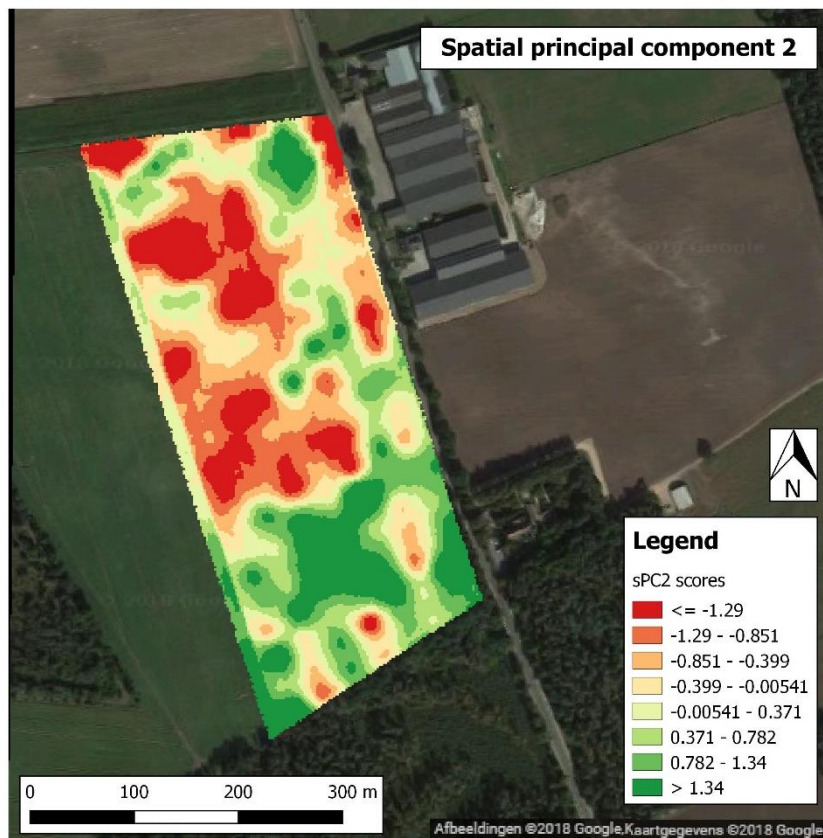 Spatial principal component 2
N
Legend
sPC2 scores
<= -1.29
-1.29 - -0.851
-0.851 - -0.399
-0.399 - -0.00541
-0.00541 - 0.371
0.371 - 0.782
0.782 - 1.34
> 1.34
0 100 200 300 m
Afbeeldingen ©2018 Google,Kaartgegevens ©2018 Google